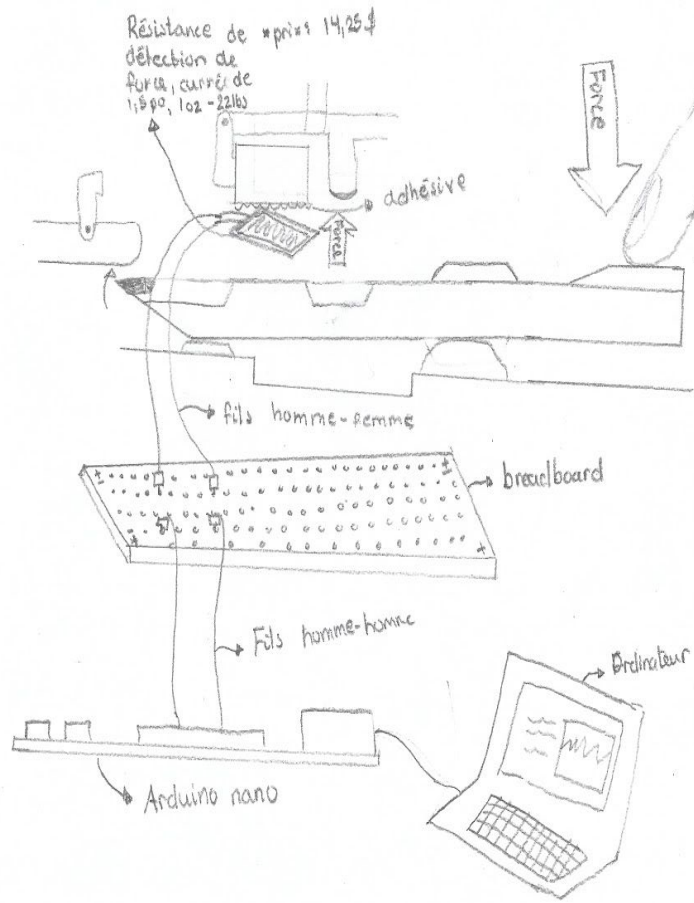 Résistance de *prix: 14,25$
détection de
force, currée de
1,5po, 1oz-22lbs
Force
adhésive
Force
fils homme-femme
breadboard
Fils homme-homme
Ordinateur
Arduino nano